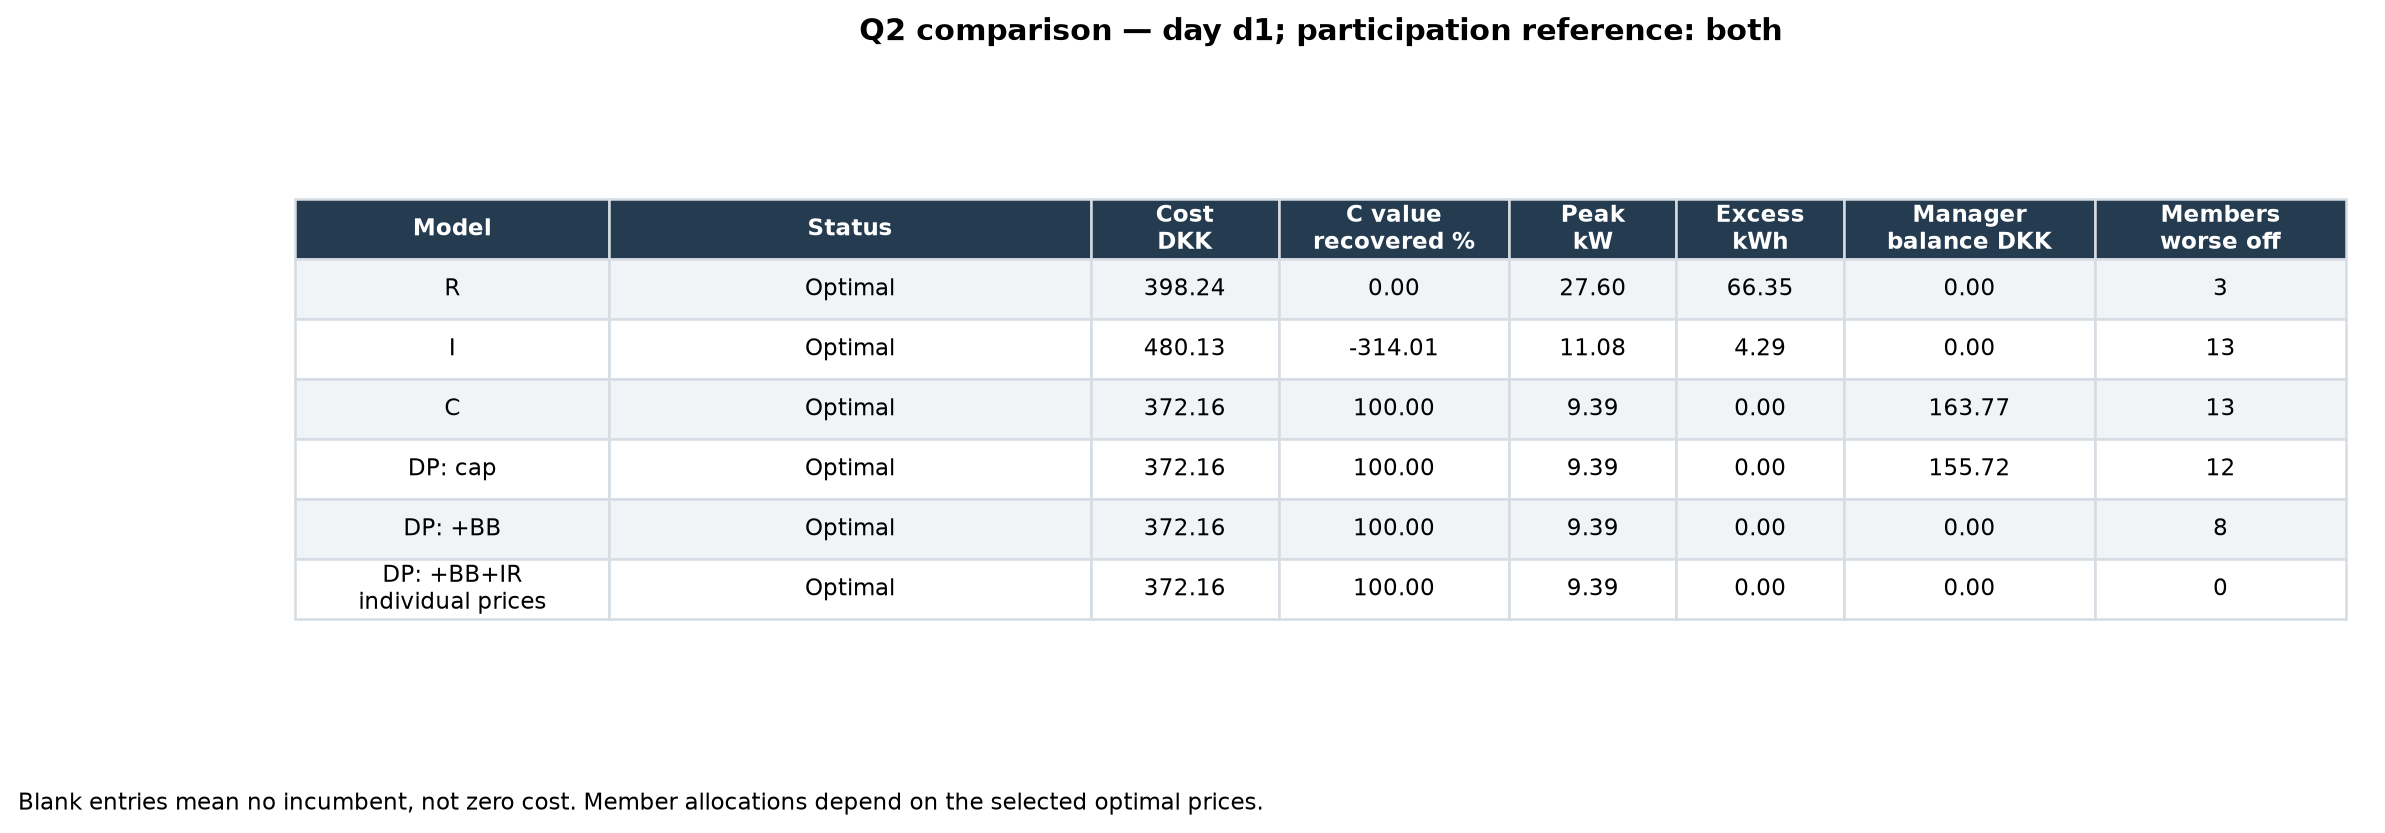 Q2 comparison — day d1; participation reference: both
Model Status Cost DKK C value recovered % Peak kW Excess kWh Manager balance DKK Members worse off
R Optimal 398.24 0.00 27.60 66.35 0.00 3
I Optimal 480.13 -314.01 11.08 4.29 0.00 13
C Optimal 372.16 100.00 9.39 0.00 163.77 13
DP: cap Optimal 372.16 100.00 9.39 0.00 155.72 12
DP: +BB Optimal 372.16 100.00 9.39 0.00 0.00 8
DP: +BB+IR individual prices Optimal 372.16 100.00 9.39 0.00 0.00 0
Blank entries mean no incumbent, not zero cost. Member allocations depend on the selected optimal prices.